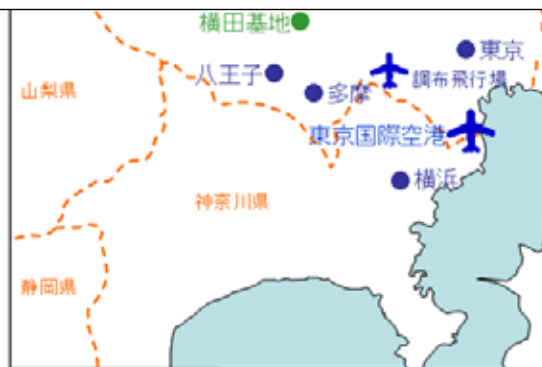 横田基地
東京
八王子
調布飛行場
山梨県
多摩
東京国際空港
横浜
神奈川県
静岡県